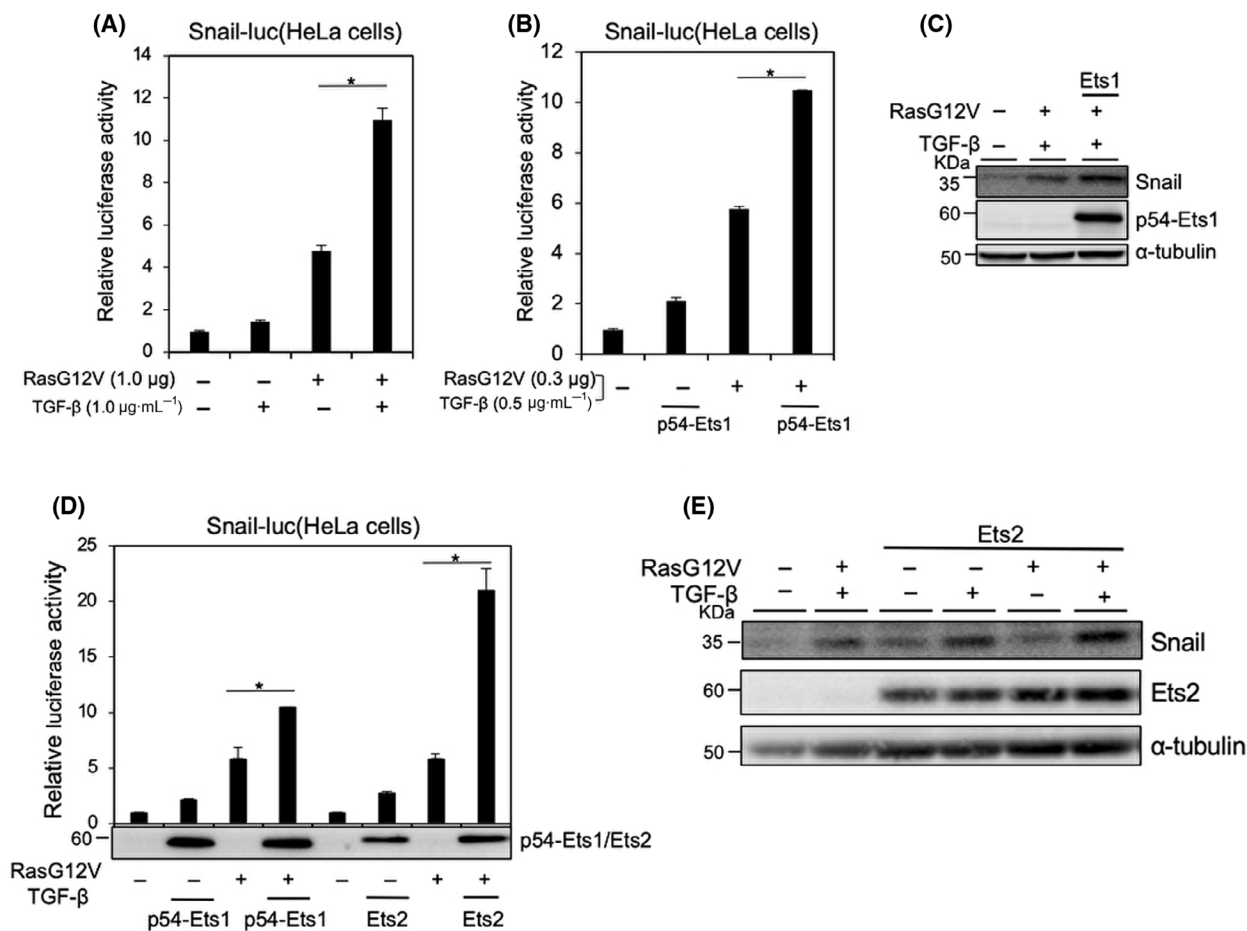 (A)
Snail-luc(HeLa cells)
Relative luciferase activity
14
12
10
8
6
4
2
0
*
RasG12V (1.0 µg) – – + +
TGF-β (1.0 µg·mL⁻¹) – + – +
(B)
Snail-luc(HeLa cells)
Relative luciferase activity
12
10
8
6
4
2
0
*
RasG12V (0.3 µg)
TGF-β (0.5 µg·mL⁻¹)
– – + +
p54-Ets1 p54-Ets1
(C)
Ets1
RasG12V – + +
TGF-β – + +
KDa
35 Snail
60 p54-Ets1
50 α-tubulin
(D)
Snail-luc(HeLa cells)
Relative luciferase activity
25
20
15
10
5
0
*
*
60 p54-Ets1/Ets2
RasG12V
TGF-β
– – + + – – + +
p54-Ets1 p54-Ets1 Ets2 Ets2
(E)
Ets2
RasG12V – + – – + +
TGF-β – + – + – +
KDa
35 Snail
60 Ets2
50 α-tubulin